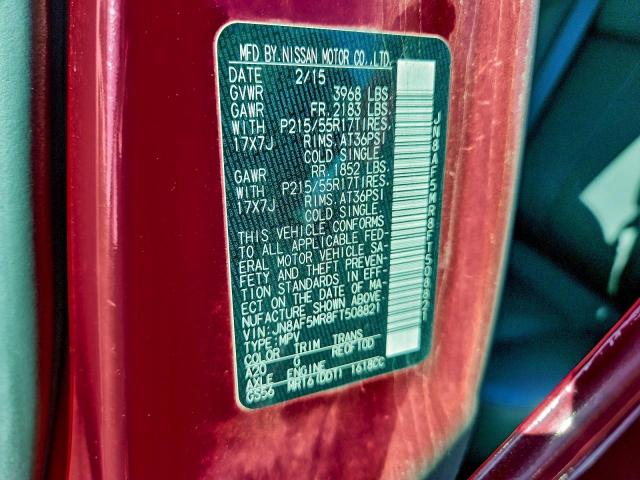 MFD BY.NISSAN MOTOR CO.,LTD.
DATE 2/15
GVWR 3968 LBS.
GAWR FR 2183 LBS.
WITH P215/55R17TIRES.
17X7J RIMS.AT36PSI
COLD SINGLE.
GAWR RR 1852 LBS.
WITH P215/55R17TIRES.
17X7J RIMS.AT36PSI
COLD SINGLE.
THIS VEHICLE CONFORMS
TO ALL APPLICABLE FED-
ERAL MOTOR VEHICLE SA-
FETY AND THEFT PREVEN-
TION STANDARDS IN EFF-
ECT ON THE DATE OF MA-
NUFACTURE SHOWN ABOVE.
VIN:JN8AF5MR8FT508821
TYPE:MPV
COLOR TRIM TRANS
A20 G REOF10D
AXLE ENGINE
GS56 MR16(DDT) 1618CC
JN8AF5MR8FT508821